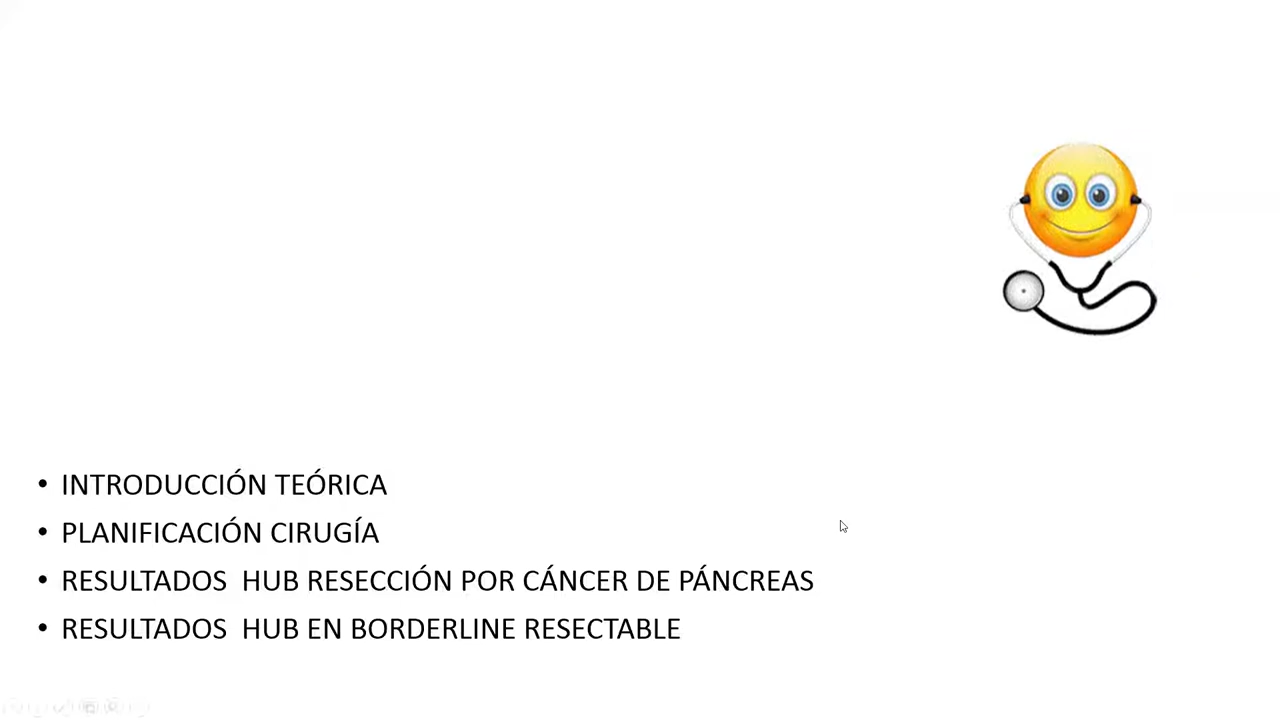 • INTRODUCCIÓN TEÓRICA
• PLANIFICACIÓN CIRUGÍA
• RESULTADOS  HUB RESECCIÓN POR CÁNCER DE PÁNCREAS
• RESULTADOS  HUB EN BORDERLINE RESECTABLE